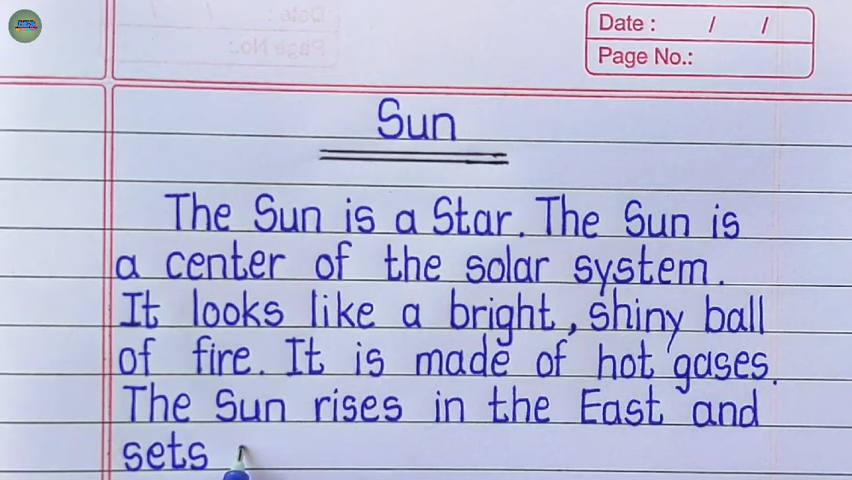 Date :     /     /
Page No.:
Sun
The Sun is a Star. The Sun is
a center of the solar system.
It looks like a bright, shiny ball
of fire. It is made of hot gases.
The Sun rises in the East and
sets